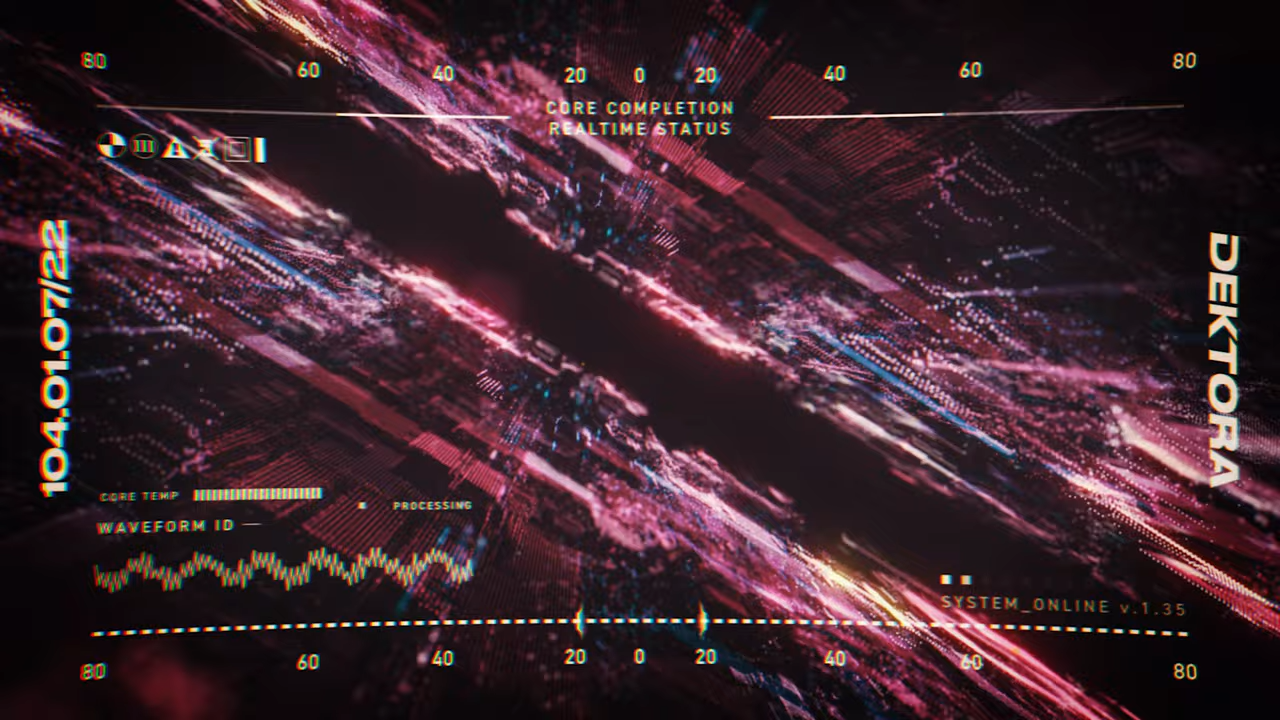 80 60 40 20 0 20 40 60 80
CORE COMPLETION
REALTIME STATUS
m
104.01.07/22
DEKTORA
CORE TEMP
PROCESSING
WAVEFORM ID —
SYSTEM_ONLINE v.1.35
80 60 40 20 0 20 40 60 80